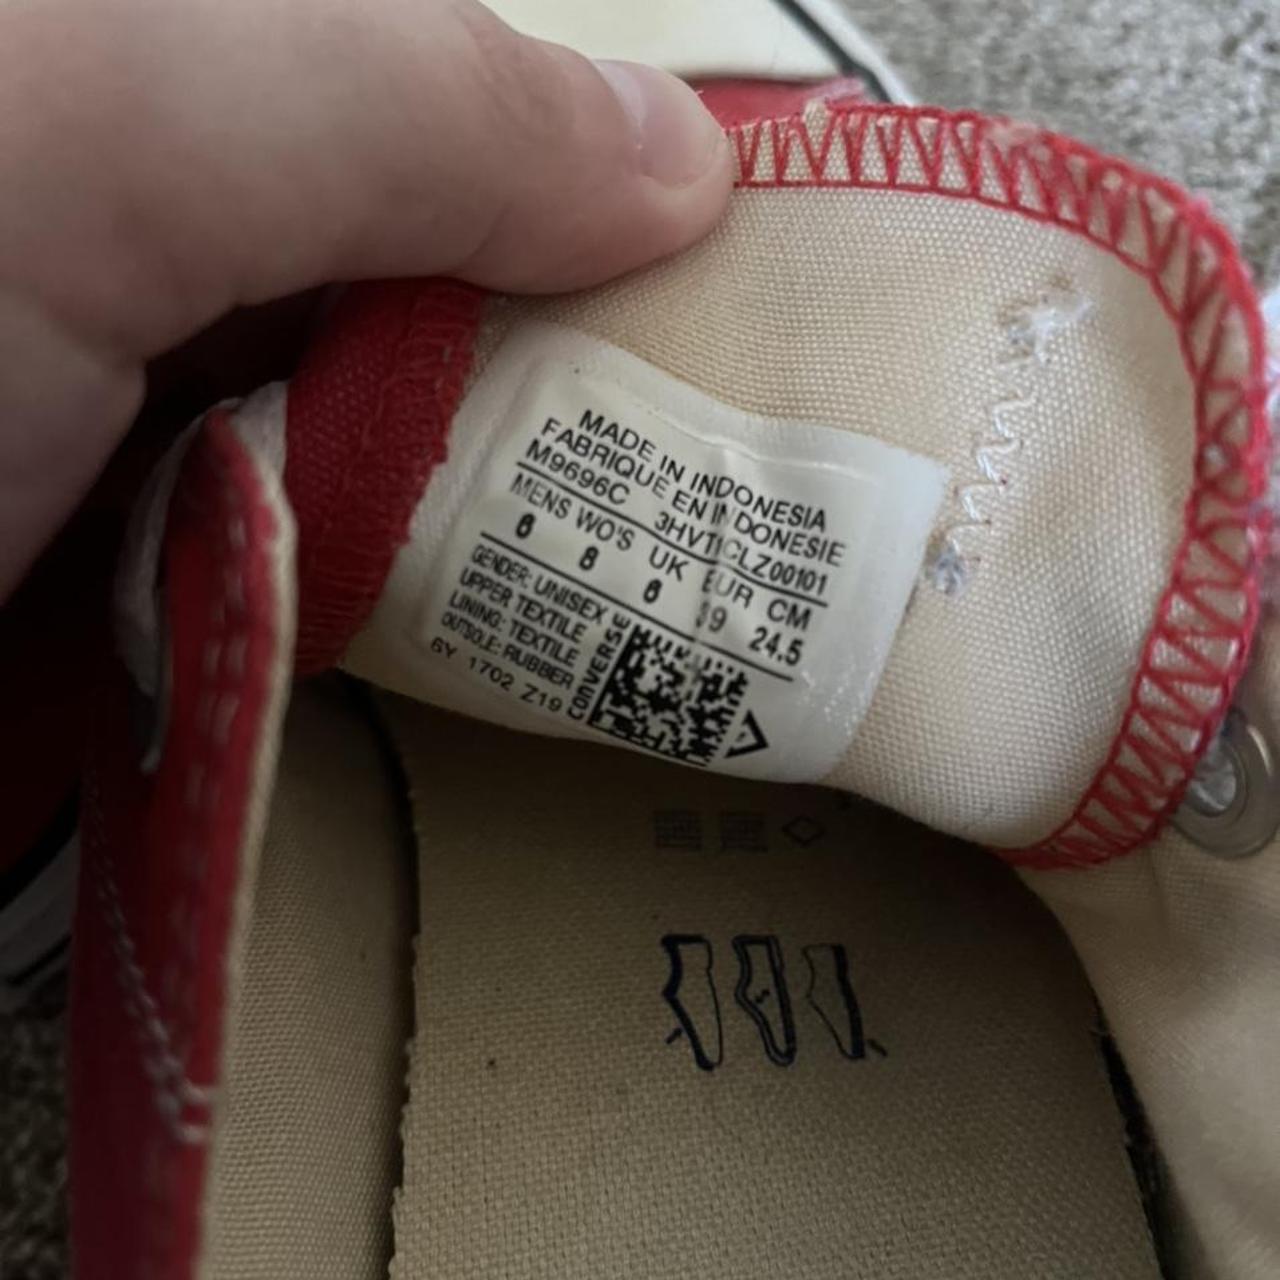 MADE IN INDONESIA
FABRIQUE EN INDONESIE
M9696C 3HVT1CLZ00101
MENS WO'S UK EUR CM
6 8 6 39 24.5
GENDER: UNISEX
UPPER TEXTILE
LINING: TEXTILE
OUTSOLE: RUBBER
6Y 1702 Z19
CONVERSE